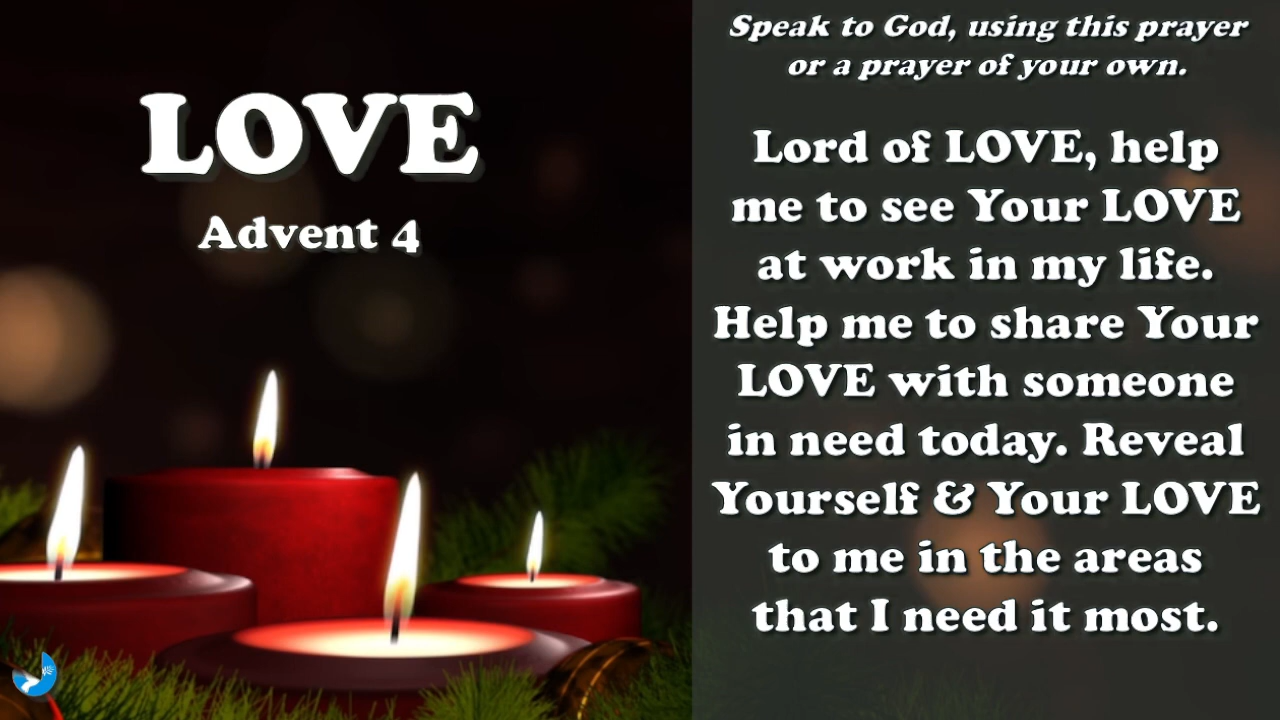 LOVE
Advent 4
Speak to God, using this prayer
or a prayer of your own.
Lord of LOVE, help
me to see Your LOVE
at work in my life.
Help me to share Your
LOVE with someone
in need today. Reveal
Yourself & Your LOVE
to me in the areas
that I need it most.